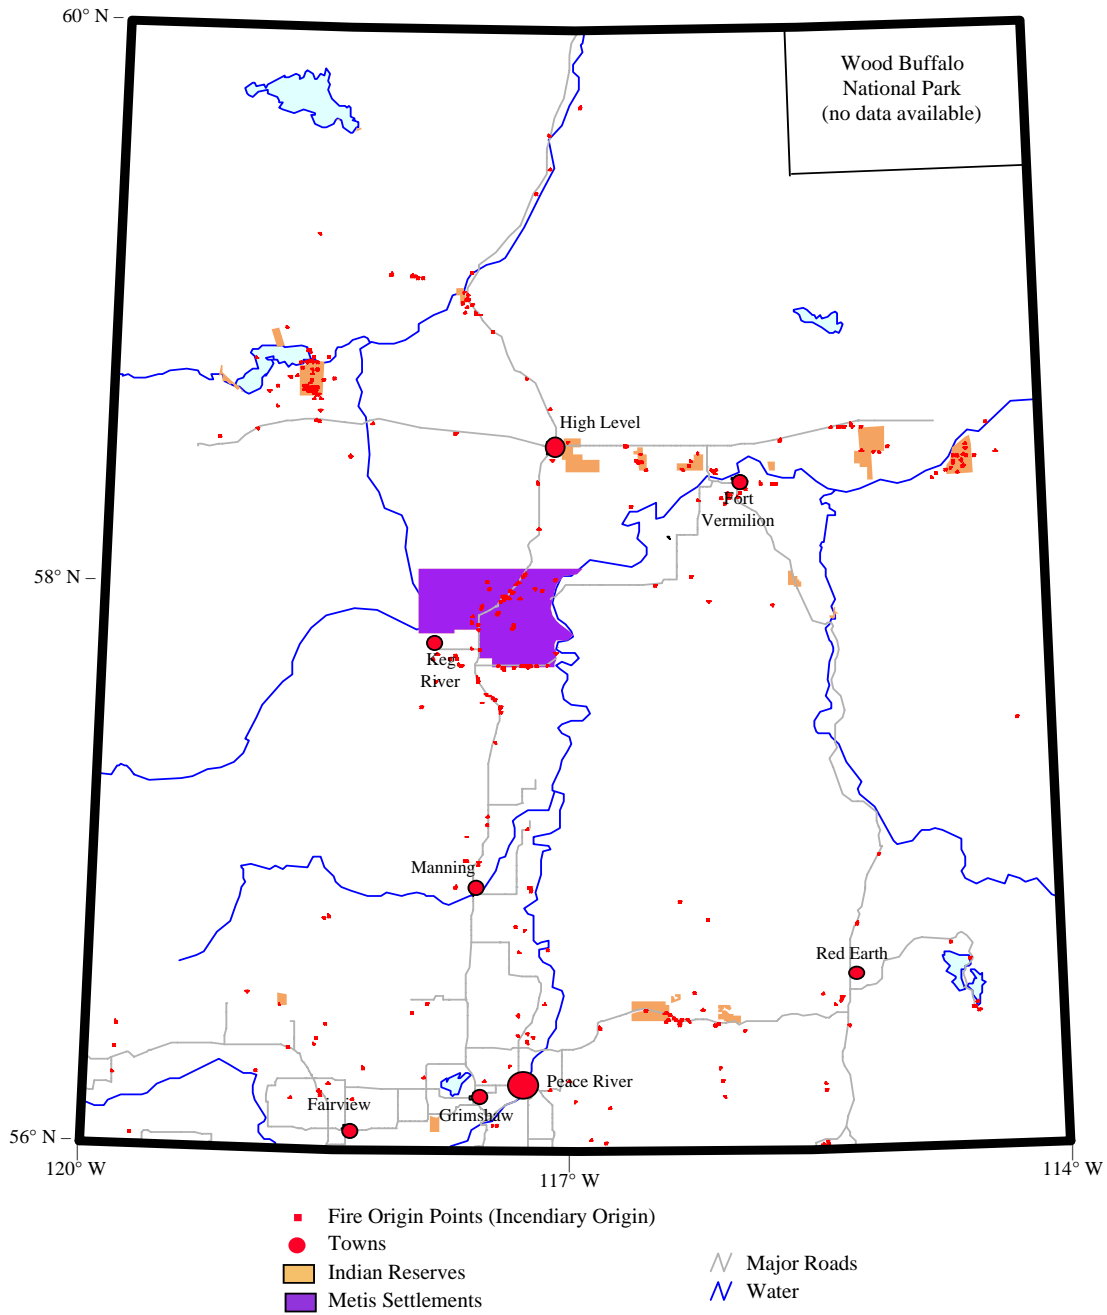 60° N
Wood Buffalo
National Park
(no data available)
High Level
Fort
Vermilion
58° N
Keg
River
Manning
Red Earth
Peace River
Fairview
Grimshaw
56° N
120° W
117° W
114° W
Fire Origin Points (Incendiary Origin)
Towns
Indian Reserves
Metis Settlements
Major Roads
Water